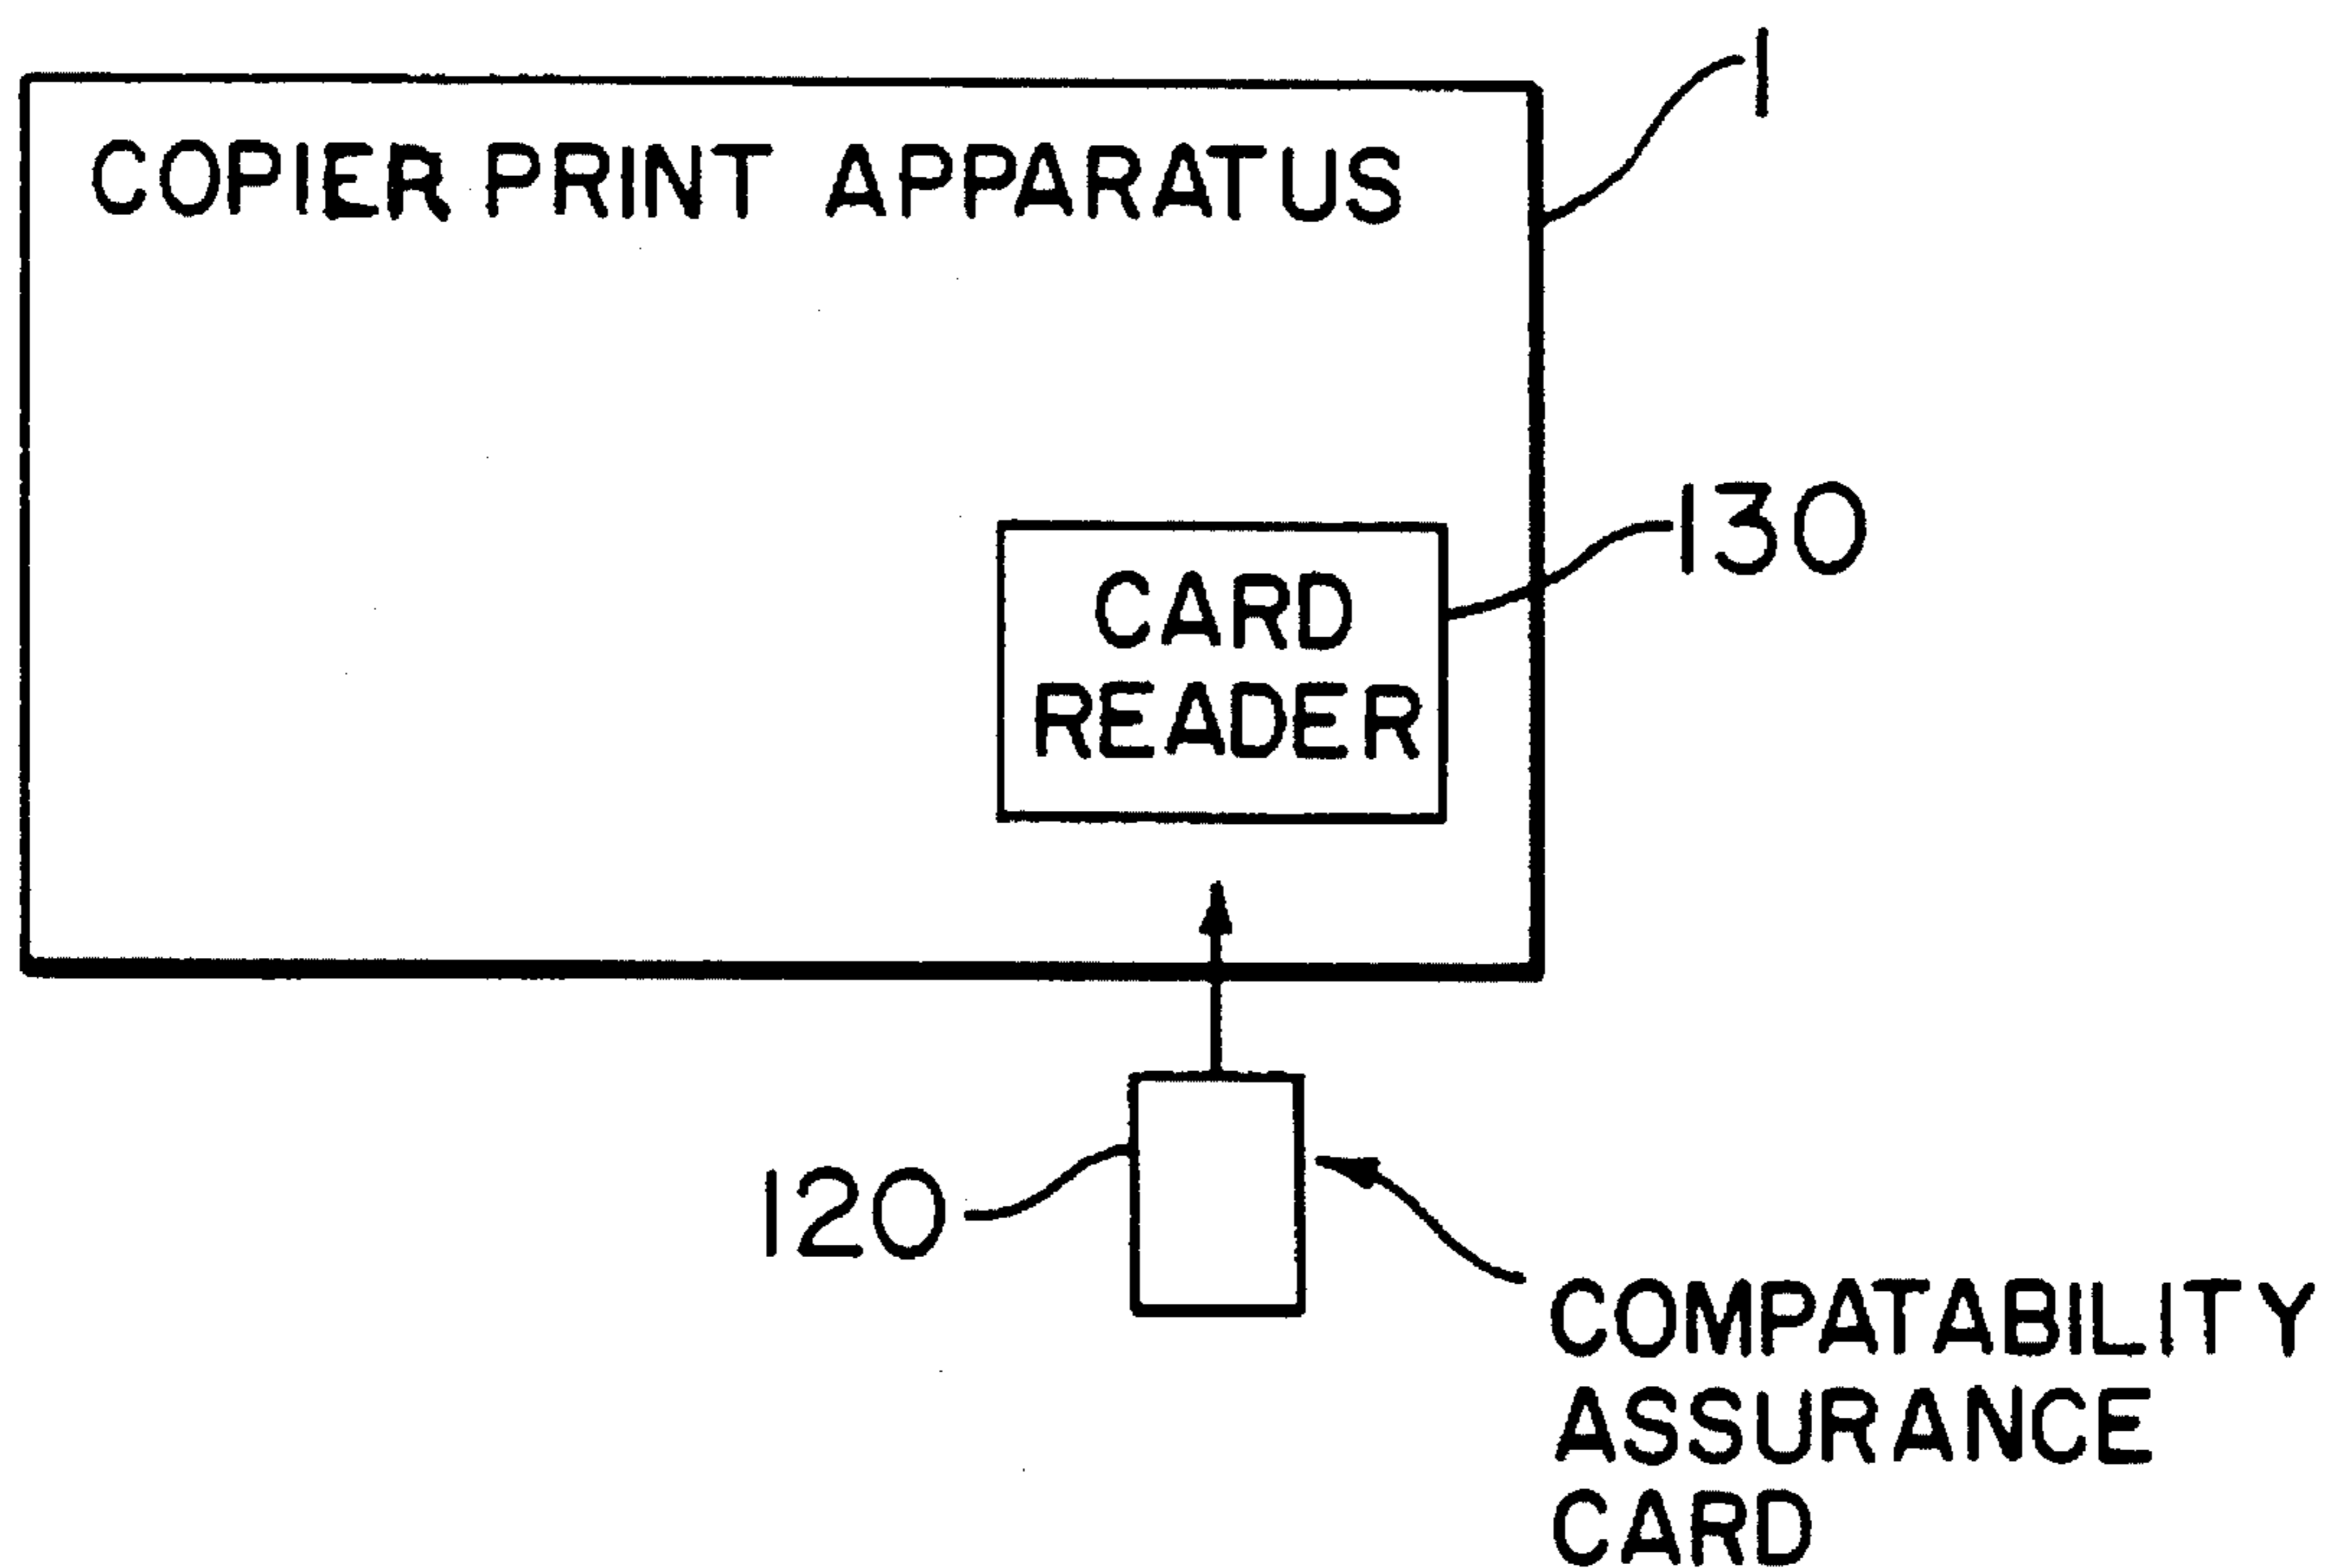 1
COPIER PRINT APPARATUS
130
CARD
READER
120
COMPATABILITY
ASSURANCE
CARD